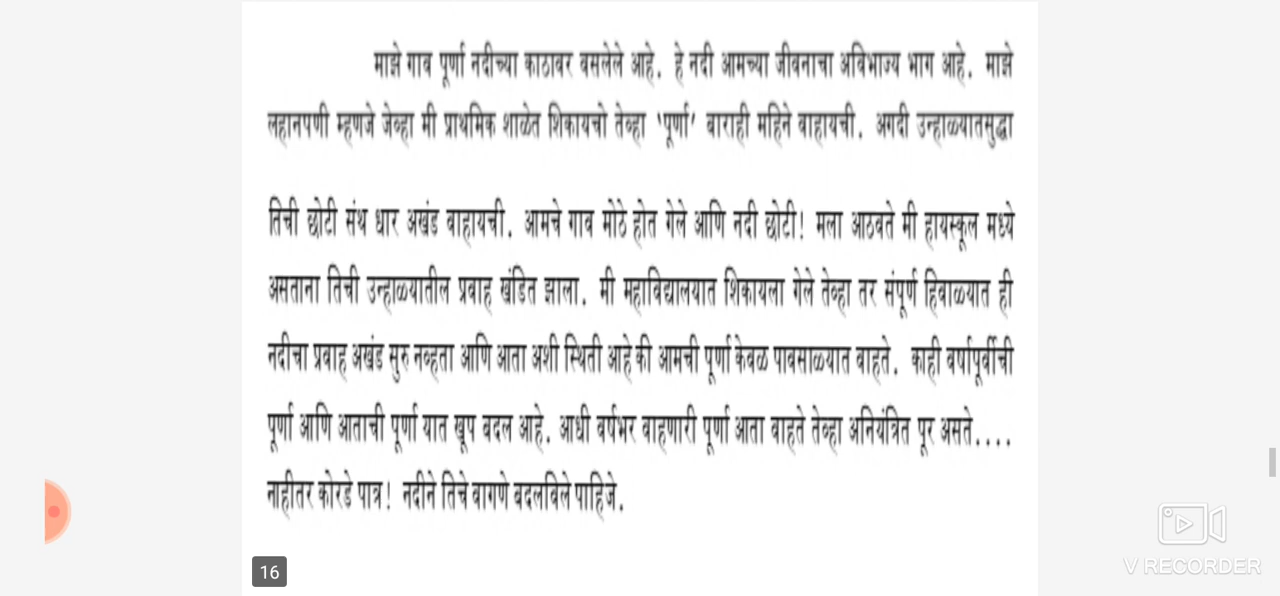 माझे गाव पूर्णा नदीच्या काठावर वसलेले आहे. हे नदी आमच्या जीवनाचा अविभाज्य भाग आहे. माझे
लहानपणी म्हणजे जेव्हा मी प्राथमिक शाळेत शिकायचो तेव्हा 'पूर्णा' बाराही महिने वाहायची. अगदी उन्हाळ्यातसुद्धा
तिची छोटी संथ धार अखंड वाहायची. आमचे गाव मोठे होत गेले आणि नदी छोटी! मला आठवते मी हायस्कूल मध्ये
असताना तिची उन्हाळ्यातील प्रवाह खंडित झाला. मी महाविद्यालयात शिकायला गेले तेव्हा तर संपूर्ण हिवाळ्यात ही
नदीचा प्रवाह अखंड सुरु नव्हता आणि आता अशी स्थिती आहे की आमची पूर्णा केवळ पावसाळ्यात वाहते. काही वर्षापूर्वीची
पूर्णा आणि आताची पूर्णा यात खूप बदल आहे. आधी वर्षभर वाहणारी पूर्णा आता वाहते तेव्हा अनियंत्रित पूर असते....
नाहीतर कोरडे पात्र! नदीने तिचे वागणे बदलविले पाहिजे.
16
V RECORDER